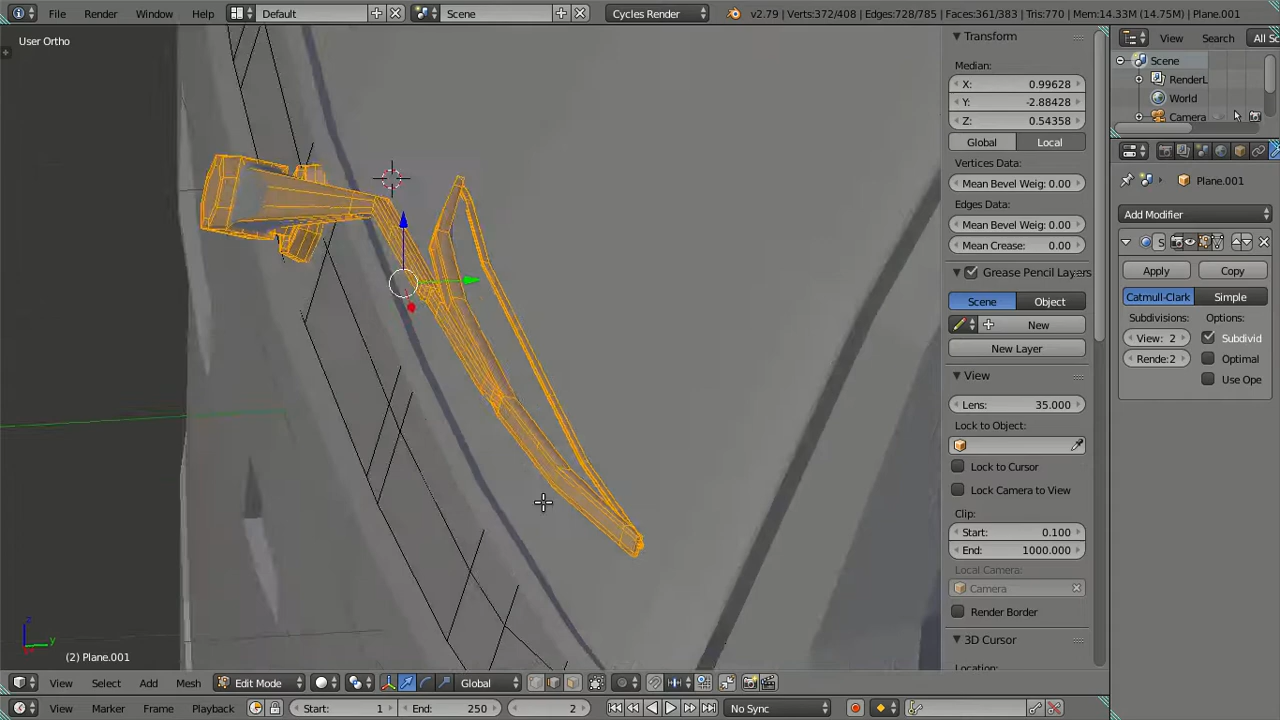 File Render Window Help Default Scene Cycles Render v2.79 | Verts:372/408 | Edges:728/785 | Faces:361/383 | Tris:770 | Mem:14.33M (14.75M) | Plane.001
User Ortho
(2) Plane.001
z
y
Transform
Median:
X: 0.99628
Y: -2.88428
Z: 0.54358
Global Local
Vertices Data:
Mean Bevel Weig: 0.00
Edges Data:
Mean Bevel Weig: 0.00
Mean Crease: 0.00
Grease Pencil Layers
Scene Object
New
New Layer
View
Lens: 35.000
Lock to Object:
Lock to Cursor
Lock Camera to View
Clip:
Start: 0.100
End: 1000.000
Local Camera:
Camera
Render Border
3D Cursor
Location:
View Search All Sc
Scene
RenderL
World
Camera
Plane.001
Add Modifier
S
Apply Copy
Catmull-Clark Simple
Subdivisions: Options:
View: 2 Subdivid
Rende:2 Optimal
Use Ope
View Select Add Mesh Edit Mode Global
View Marker Frame Playback Start: 1 End: 250 2 No Sync